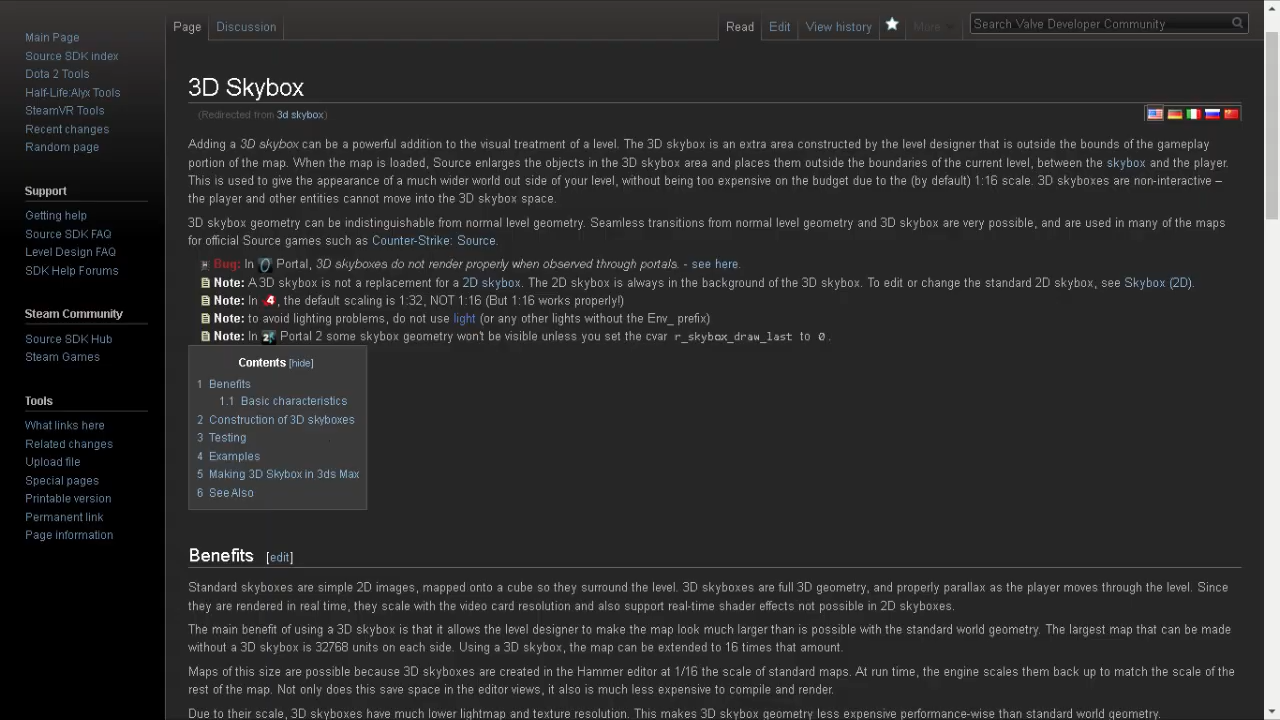 Page
Discussion
Read
Edit
View history
More
Search Valve Developer Community
Main Page
Source SDK index
Dota 2 Tools
Half-Life:Alyx Tools
SteamVR Tools
Recent changes
Random page
Support
Getting help
Source SDK FAQ
Level Design FAQ
SDK Help Forums
Steam Community
Source SDK Hub
Steam Games
Tools
What links here
Related changes
Upload file
Special pages
Printable version
Permanent link
Page information
3D Skybox
(Redirected from 3d skybox)
Adding a 3D skybox can be a powerful addition to the visual treatment of a level. The 3D skybox is an extra area constructed by the level designer that is outside the bounds of the gameplay
portion of the map. When the map is loaded, Source enlarges the objects in the 3D skybox area and places them outside the boundaries of the current level, between the skybox and the player.
This is used to give the appearance of a much wider world out side of your level, without being too expensive on the budget due to the (by default) 1:16 scale. 3D skyboxes are non-interactive –
the player and other entities cannot move into the 3D skybox space.
3D skybox geometry can be indistinguishable from normal level geometry. Seamless transitions from normal level geometry and 3D skybox are very possible, and are used in many of the maps
for official Source games such as Counter-Strike: Source.
Bug: In Portal, 3D skyboxes do not render properly when observed through portals. - see here.
Note: A 3D skybox is not a replacement for a 2D skybox. The 2D skybox is always in the background of the 3D skybox. To edit or change the standard 2D skybox, see Skybox (2D).
Note: In 4, the default scaling is 1:32, NOT 1:16 (But 1:16 works properly!)
Note: to avoid lighting problems, do not use light (or any other lights without the Env_ prefix)
Note: In 2 Portal 2 some skybox geometry won't be visible unless you set the cvar r_skybox_draw_last to 0.
Contents [hide]
1 Benefits
1.1 Basic characteristics
2 Construction of 3D skyboxes
3 Testing
4 Examples
5 Making 3D Skybox in 3ds Max
6 See Also
Benefits [edit]
Standard skyboxes are simple 2D images, mapped onto a cube so they surround the level. 3D skyboxes are full 3D geometry, and properly parallax as the player moves through the level. Since
they are rendered in real time, they scale with the video card resolution and also support real-time shader effects not possible in 2D skyboxes.
The main benefit of using a 3D skybox is that it allows the level designer to make the map look much larger than is possible with the standard world geometry. The largest map that can be made
without a 3D skybox is 32768 units on each side. Using a 3D skybox, the map can be extended to 16 times that amount.
Maps of this size are possible because 3D skyboxes are created in the Hammer editor at 1/16 the scale of standard maps. At run time, the engine scales them back up to match the scale of the
rest of the map. Not only does this save space in the editor views, it also is much less expensive to compile and render.
Due to their scale, 3D skyboxes have much lower lightmap and texture resolution. This makes 3D skybox geometry less expensive performance-wise than standard world geometry.